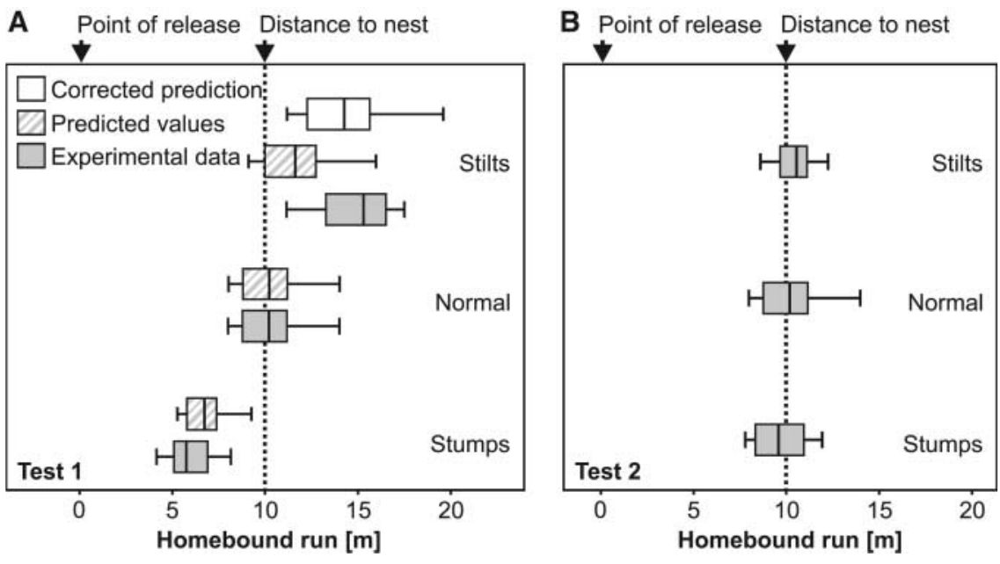 A
Point of release
Distance to nest
Corrected prediction
Predicted values
Experimental data
Stilts
Normal
Stumps
Test 1
0 5 10 15 20
Homebound run [m]
B
Point of release
Distance to nest
Stilts
Normal
Stumps
Test 2
0 5 10 15 20
Homebound run [m]